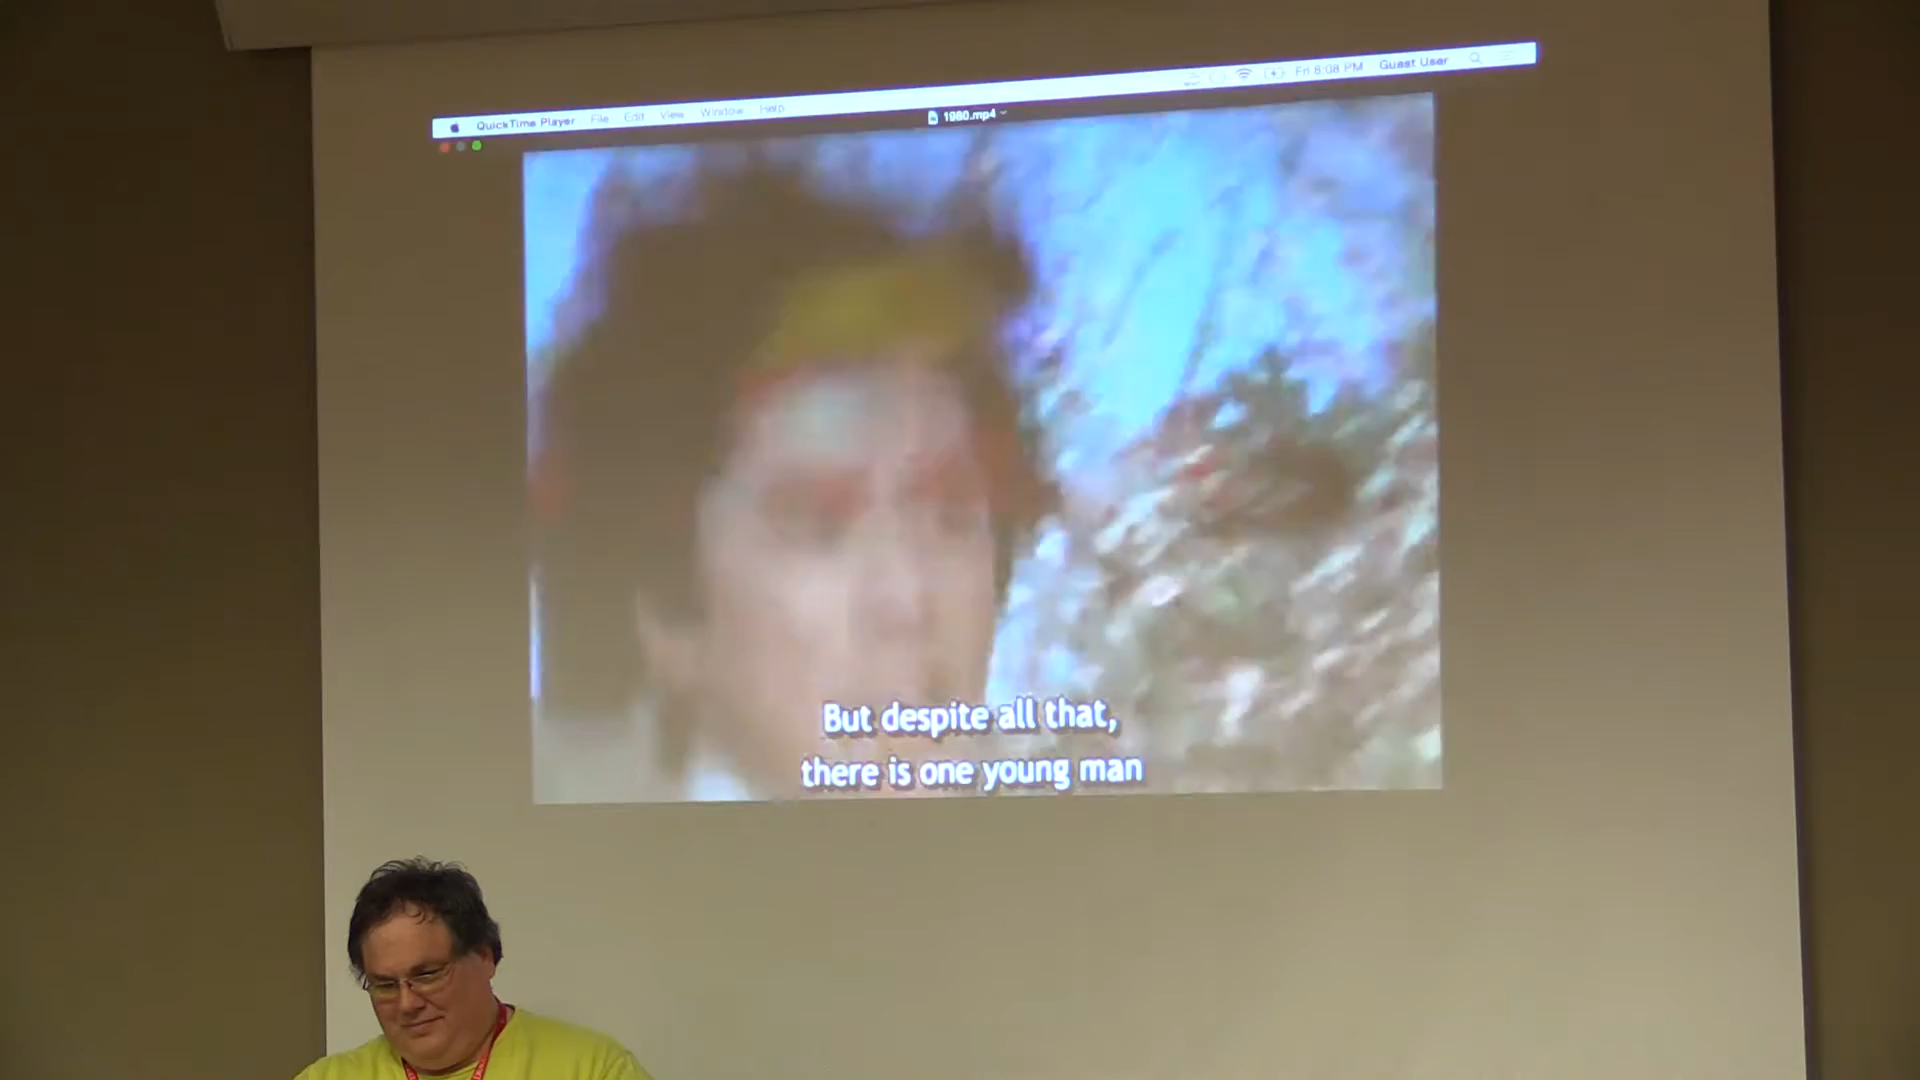 QuickTime Player File Edit View Window Help Fri 8:08 PM Guest User
1980.mp4
But despite all that,
there is one young man